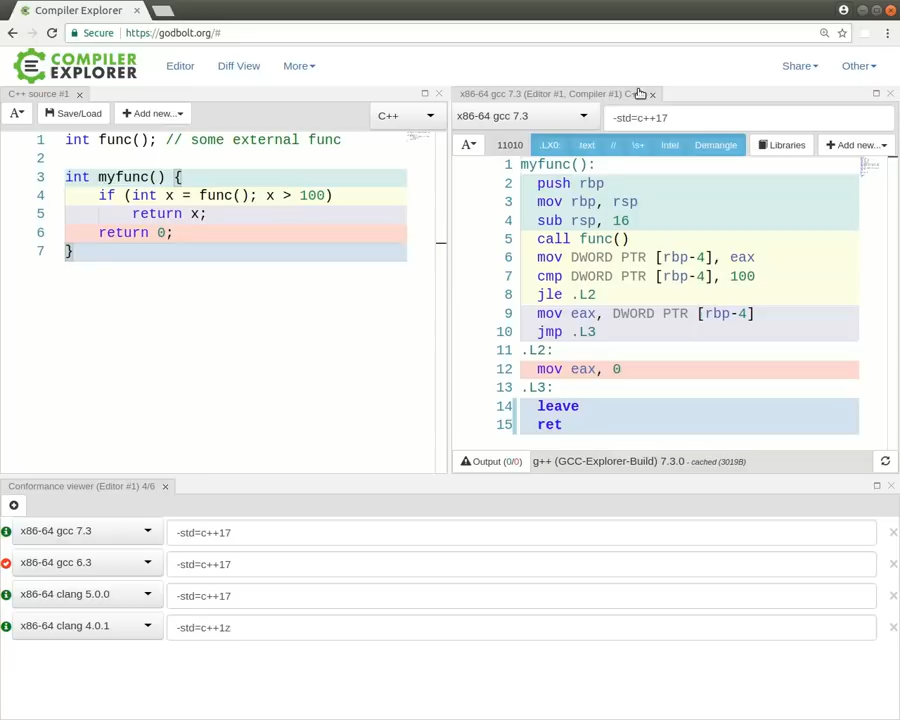 Compiler Explorer
Secure https://godbolt.org/#
COMPILER
EXPLORER
Editor Diff View More Share Other
C++ source #1
A Save/Load Add new... C++
1 int func(); // some external func
2
3 int myfunc() {
4 if (int x = func(); x > 100)
5 return x;
6 return 0;
7 }
x86-64 gcc 7.3 (Editor #1, Compiler #1)
x86-64 gcc 7.3 -std=c++17
A 11010 .LX0: .text // \s+ Intel Demangle Libraries Add new...
1 myfunc():
2 push rbp
3 mov rbp, rsp
4 sub rsp, 16
5 call func()
6 mov DWORD PTR [rbp-4], eax
7 cmp DWORD PTR [rbp-4], 100
8 jle .L2
9 mov eax, DWORD PTR [rbp-4]
10 jmp .L3
11 .L2:
12 mov eax, 0
13 .L3:
14 leave
15 ret
Output (0/0) g++ (GCC-Explorer-Build) 7.3.0 - cached (3019B)
Conformance viewer (Editor #1) 4/6
x86-64 gcc 7.3 -std=c++17
x86-64 gcc 6.3 -std=c++17
x86-64 clang 5.0.0 -std=c++17
x86-64 clang 4.0.1 -std=c++1z